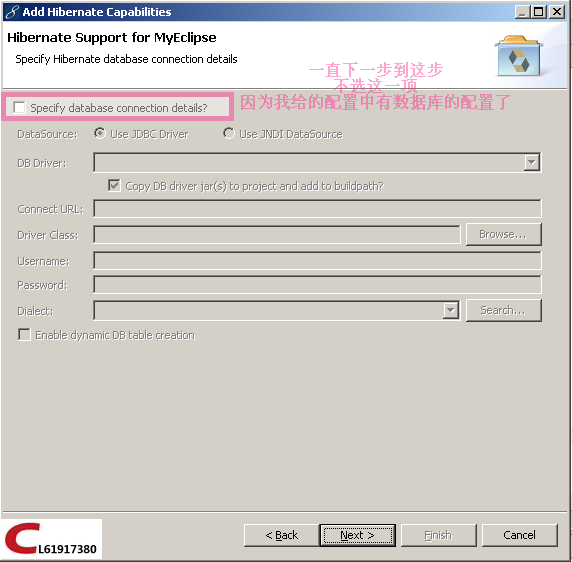 Add Hibernate Capabilities
Hibernate Support for MyEclipse
Specify Hibernate database connection details
一直下一步到这步
不选这一项
因为我给的配置中有数据库的配置了
Specify database connection details?
DataSource: Use JDBC Driver Use JNDI DataSource
DB Driver:
Copy DB driver jar(s) to project and add to buildpath?
Connect URL:
Driver Class: Browse...
Username:
Password:
Dialect: Search...
Enable dynamic DB table creation
CL61917380
< Back Next > Finish Cancel